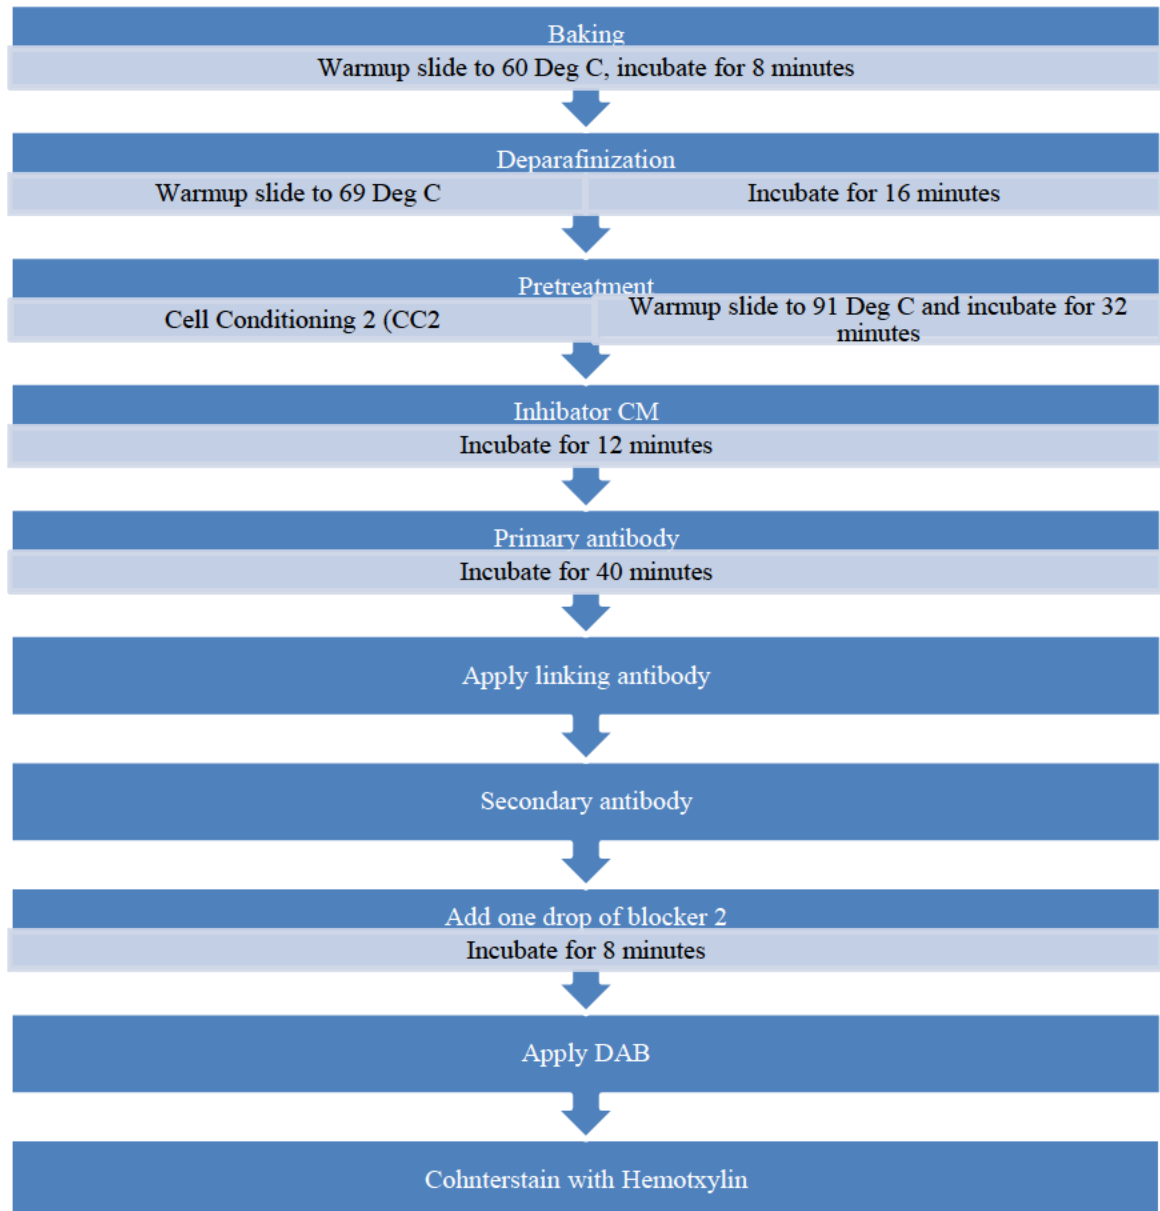 Baking
Warmup slide to 60 Deg C, incubate for 8 minutes
Deparafinization
Warmup slide to 69 Deg C
Incubate for 16 minutes
Pretreatment
Cell Conditioning 2 (CC2
Warmup slide to 91 Deg C and incubate for 32
minutes
Inhibator CM
Incubate for 12 minutes
Primary antibody
Incubate for 40 minutes
Apply linking antibody
Secondary antibody
Add one drop of blocker 2
Incubate for 8 minutes
Apply DAB
Cohnterstain with Hemotxylin